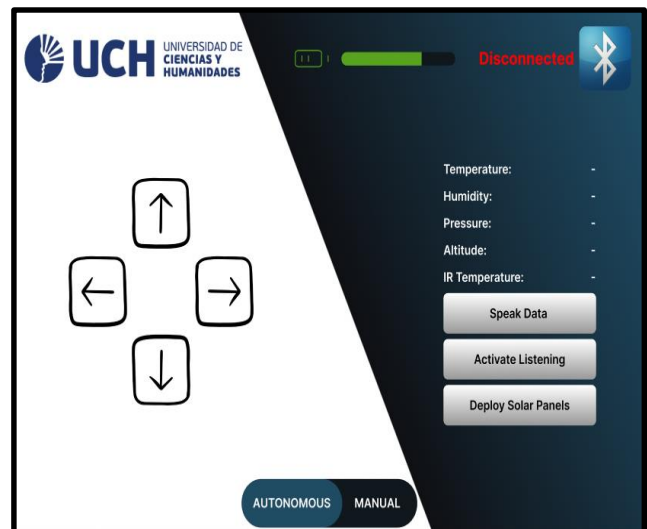 UCH
UNIVERSIDAD DE
CIENCIAS Y
HUMANIDADES
Disconnected
Temperature: -
Humidity: -
Pressure: -
Altitude: -
IR Temperature: -
Speak Data
Activate Listening
Deploy Solar Panels
AUTONOMOUS MANUAL